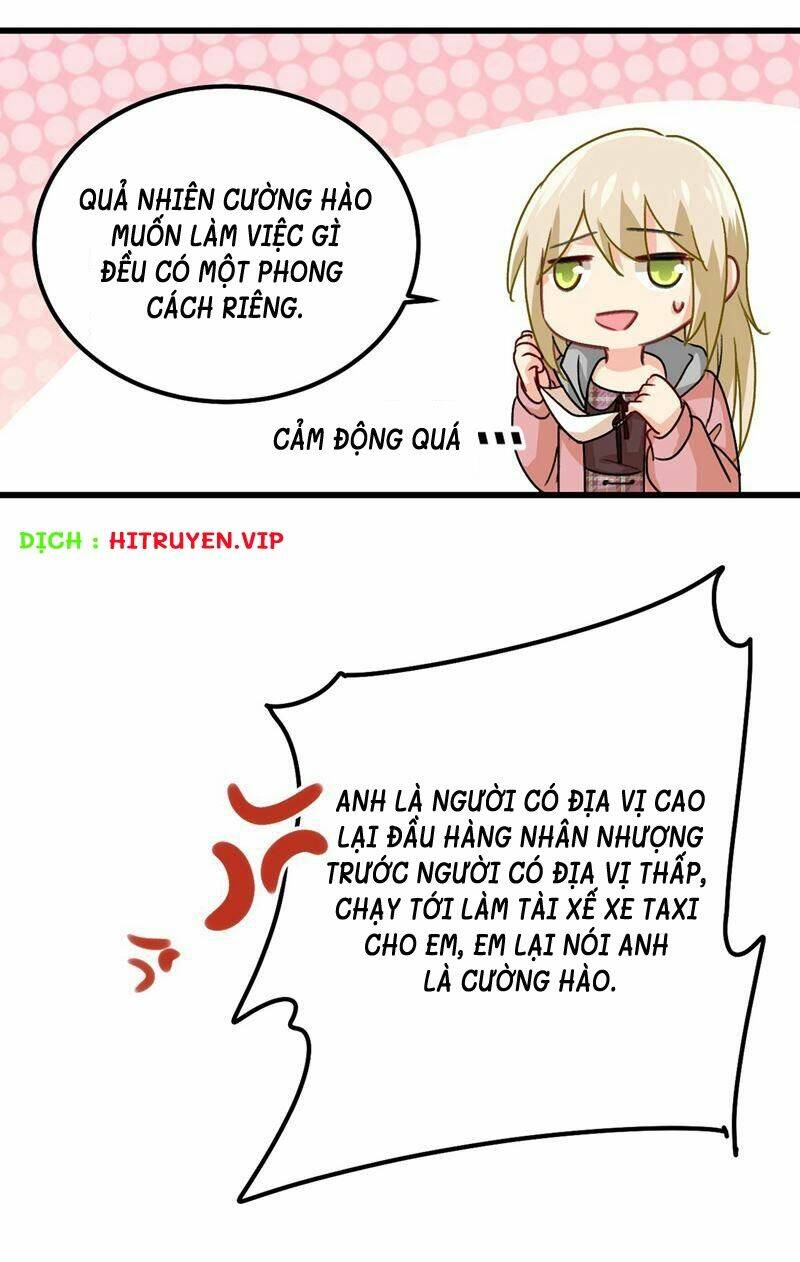 QUẢ NHIÊN CƯỜNG HÀO
MUỐN LÀM VIỆC GÌ
ĐỀU CÓ MỘT PHONG
CÁCH RIÊNG.
CẢM ĐỘNG QUÁ ...
DỊCH : HITRUYEN.VIP
ANH LÀ NGƯỜI CÓ ĐỊA VỊ CAO
LẠI ĐẦU HÀNG NHÂN NHƯỢNG
TRƯỚC NGƯỜI CÓ ĐỊA VỊ THẤP,
CHẠY TỚI LÀM TÀI XẾ XE TAXI
CHO EM, EM LẠI NÓI ANH
LÀ CƯỜNG HÀO.